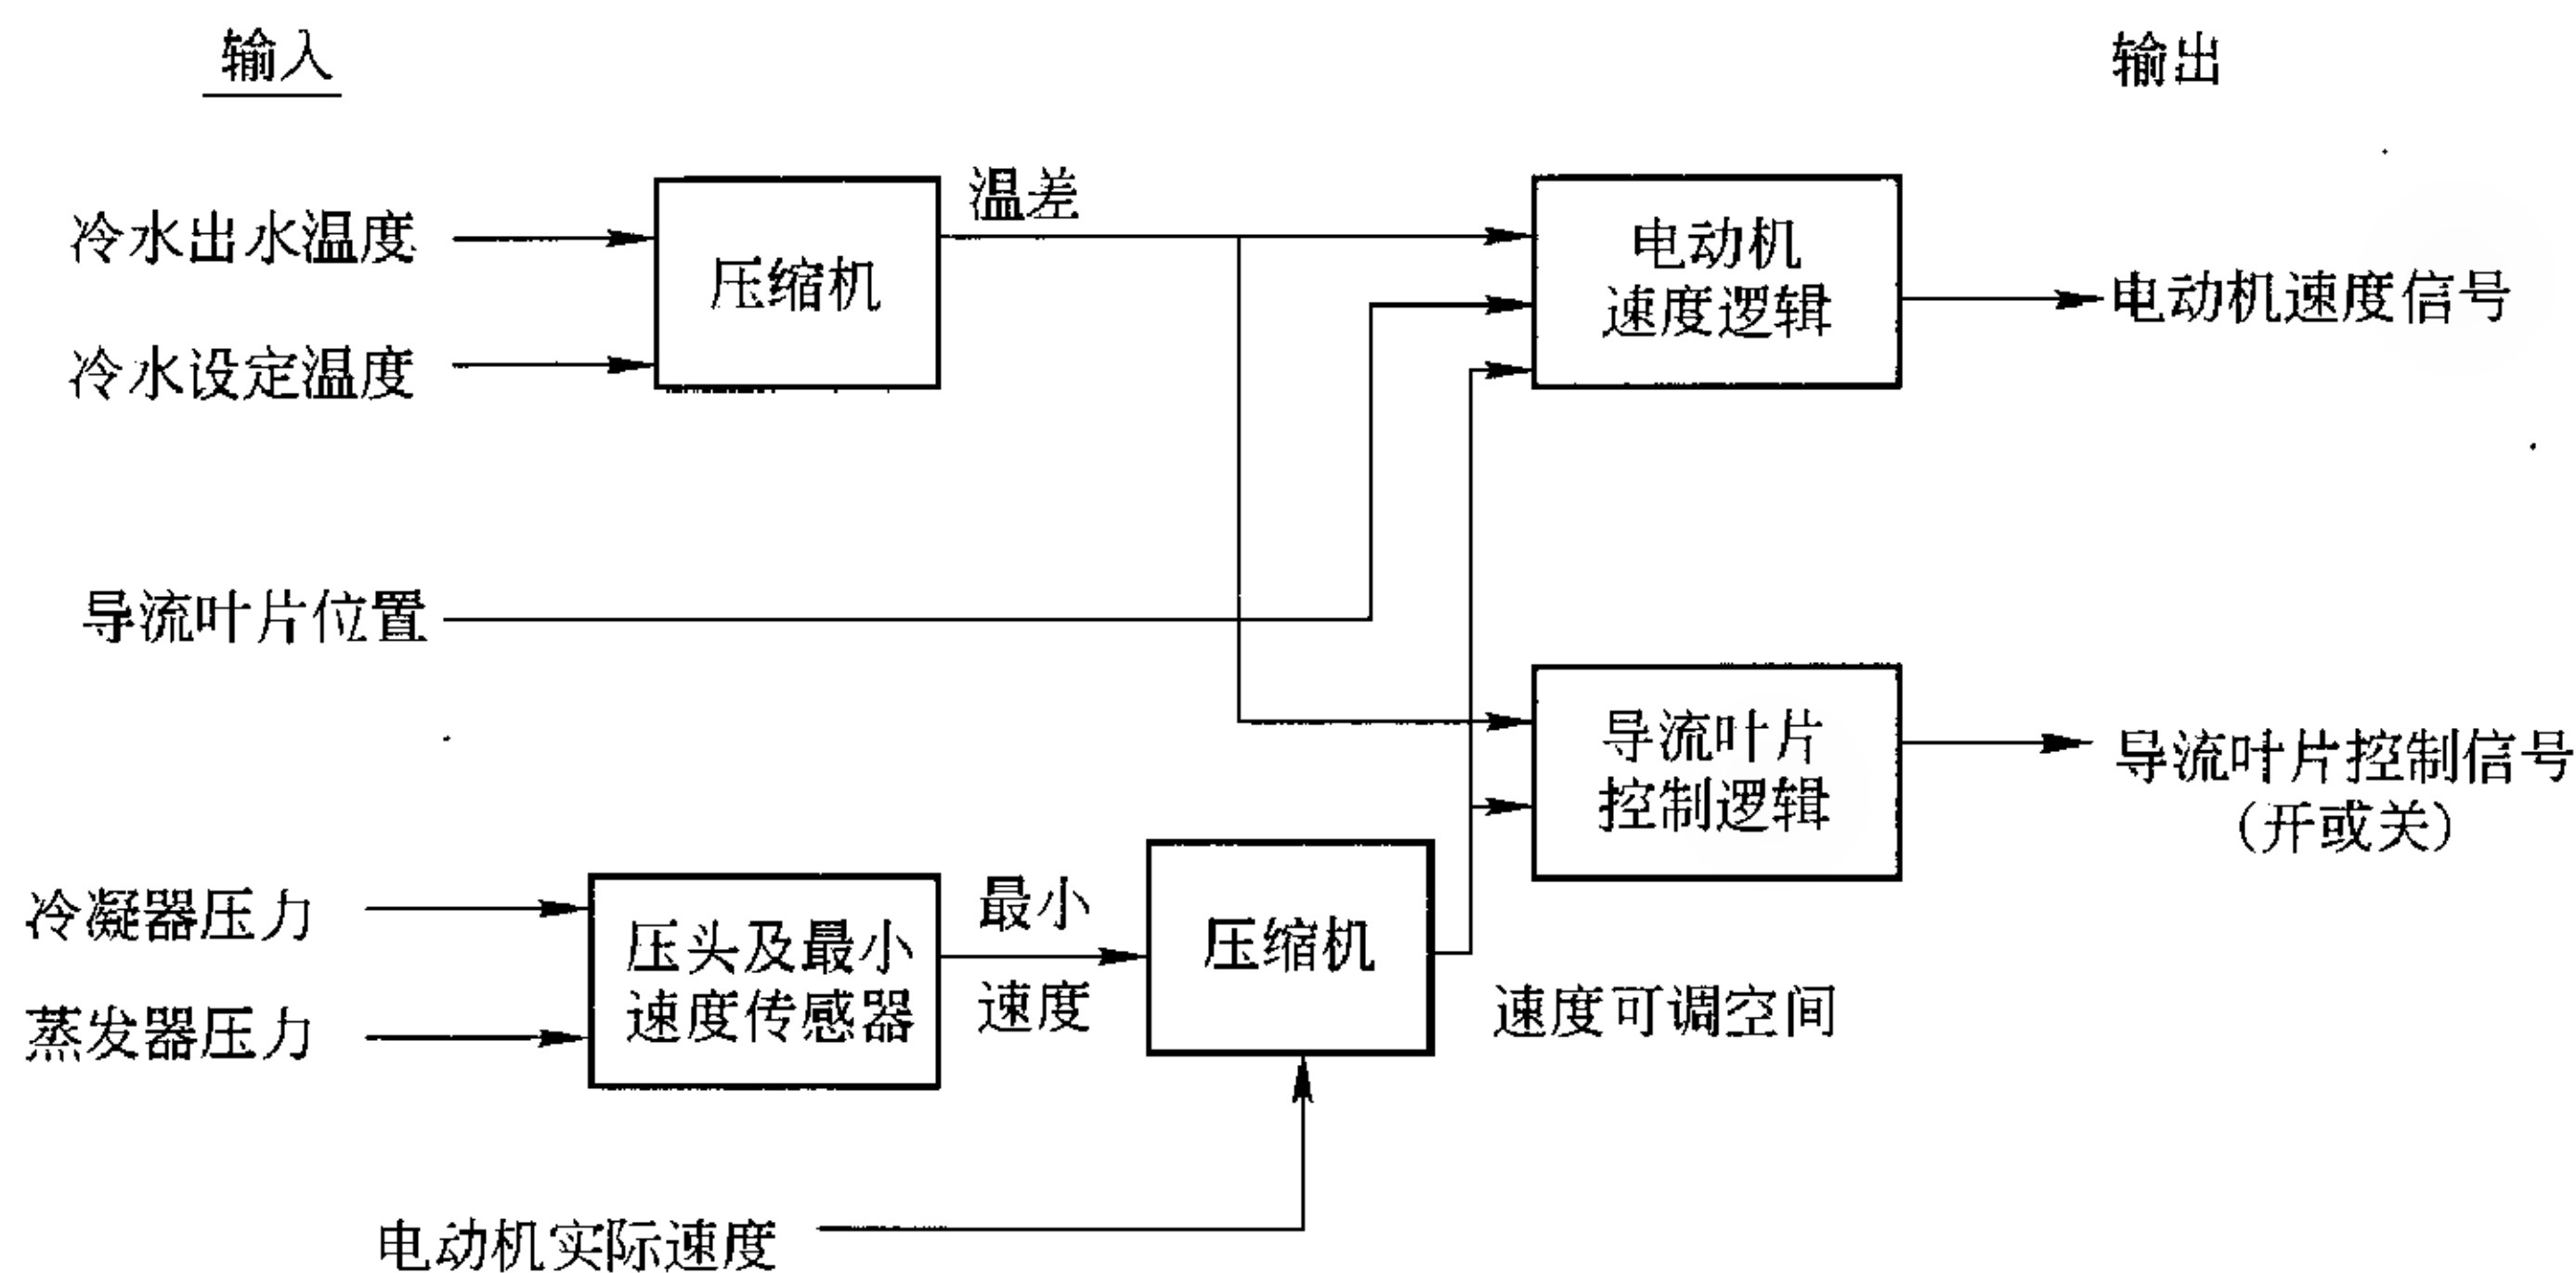 输入
输出
冷水出水温度
冷水设定温度
压缩机
温差
电动机
速度逻辑
电动机速度信号
导流叶片位置
导流叶片
控制逻辑
导流叶片控制信号
(开或关)
冷凝器压力
蒸发器压力
压头及最小
速度传感器
最小
速度
压缩机
速度可调空间
电动机实际速度